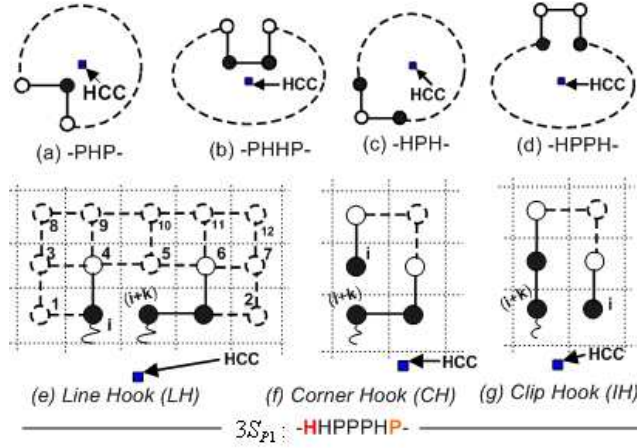 HCC
HCC
HCC
HCC
(a) -PHP-
(b) -PHHP-
(c) -HPH-
(d) -HPPH-
8 9 10 11 12
3 4 5 6 7
1 i (i+k) 2
i
(i+k)
(i+k) i
HCC
HCC
HCC
(e) Line Hook (LH)
(f) Corner Hook (CH)
(g) Clip Hook (IH)
3S_P1: -HHPPPHP-